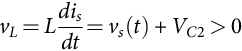 v_L = L di_s/dt = v_s(t) + V_C2 > 0